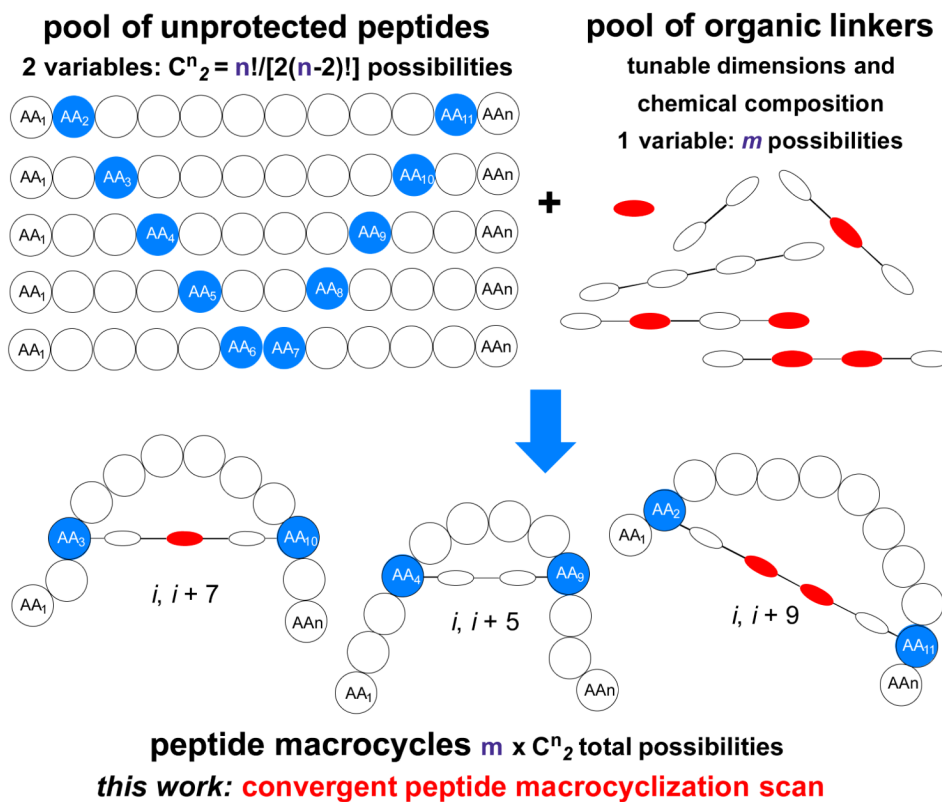 pool of unprotected peptides
2 variables: Cⁿ₂ = n!/[2(n-2)!] possibilities
AA₁ AA₂ AA₁₁ AAn
AA₁ AA₃ AA₁₀ AAn
AA₁ AA₄ AA₉ AAn
AA₁ AA₅ AA₈ AAn
AA₁ AA₆ AA₇ AAn
+
pool of organic linkers
tunable dimensions and
chemical composition
1 variable: m possibilities
AA₃ AA₁₀
i, i + 7
AA₁ AAn
AA₄ AA₉
i, i + 5
AA₁ AAn
AA₂
AA₁
i, i + 9
AA₁₁
AAn
peptide macrocycles m x Cⁿ₂ total possibilities
this work: convergent peptide macrocyclization scan